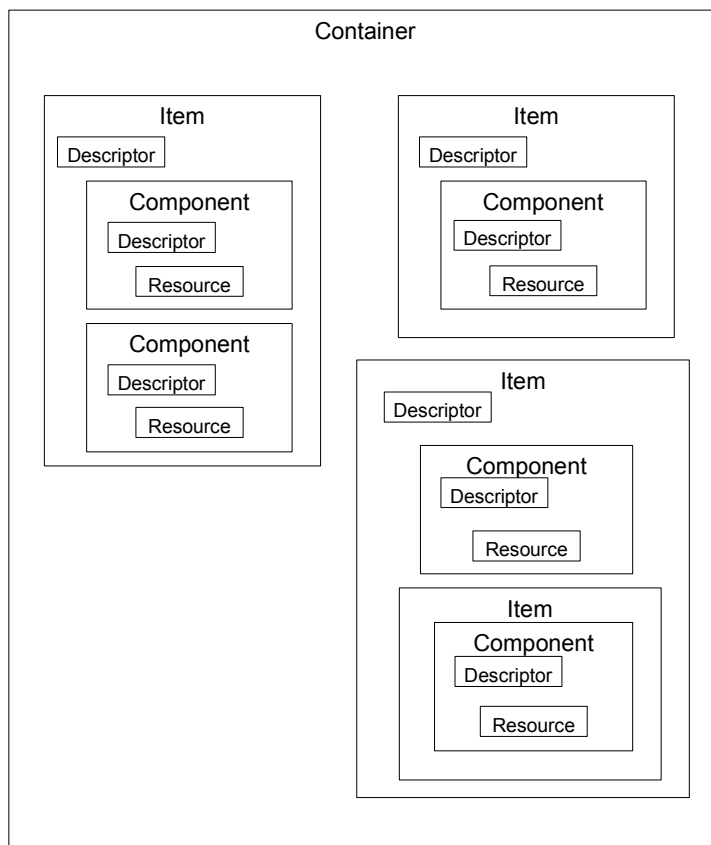 Container
Item
Descriptor
Component
Descriptor
Resource
Component
Descriptor
Resource
Item
Descriptor
Component
Descriptor
Resource
Item
Descriptor
Component
Descriptor
Resource
Item
Component
Descriptor
Resource